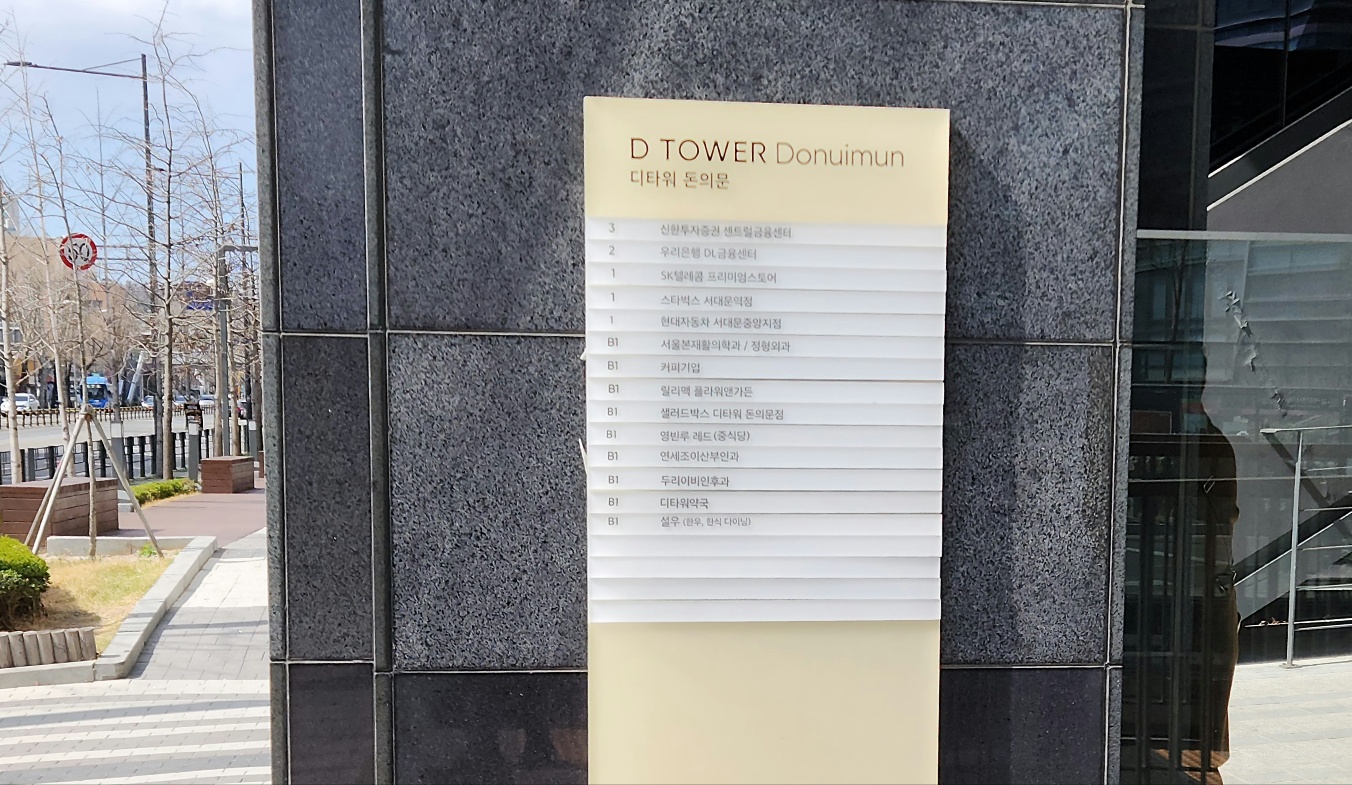 D TOWER Donuimun
디타워 돈의문
3 신한투자증권 센트럴금융센터
2 우리은행 DL금융센터
1 SK텔레콤 프리미엄스토어
1 스타벅스 서대문역점
1 현대자동차 서대문중앙지점
B1 서울본재활의학과 / 정형외과
B1 커피기업
B1 릴리맥 플라워앤가든
B1 샐러드박스 디타워 돈의문점
B1 영빈루 레드(중식당)
B1 연세조이산부인과
B1 두리이비인후과
B1 디타워약국
B1 설우 (한우, 한식 다이닝)
50